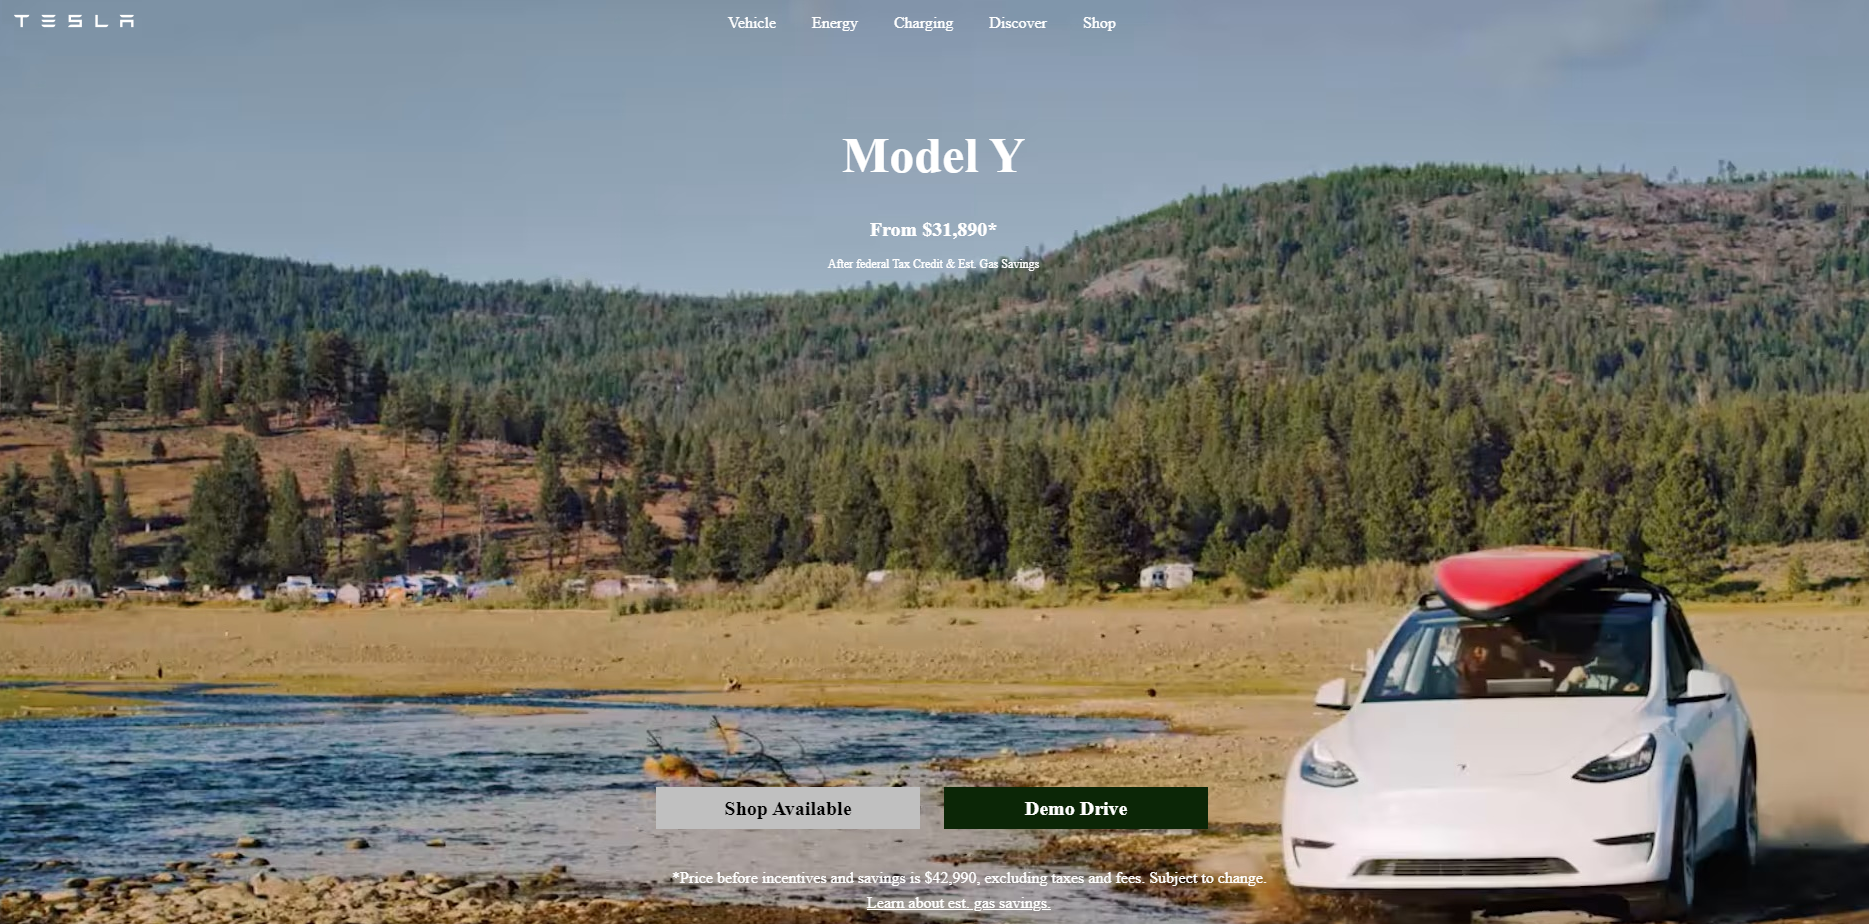 TESLA
Vehicle Energy Charging Discover Shop
Model Y
From $31,890*
After federal Tax Credit & Est. Gas Savings
Shop Available
Demo Drive
*Price before incentives and savings is $42,990, excluding taxes and fees. Subject to change.
Learn about est. gas savings.